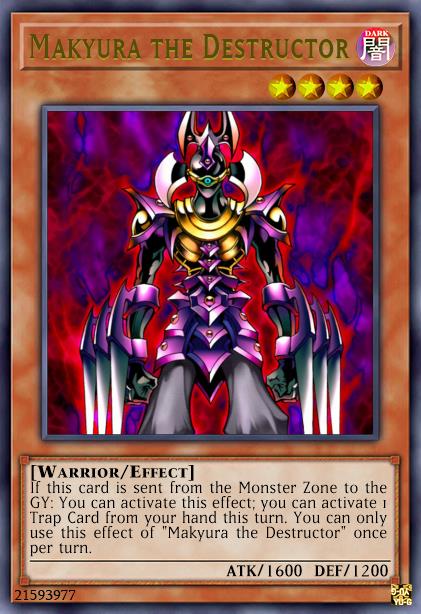 MAKYURA THE DESTRUCTOR
DARK
闇
[WARRIOR/EFFECT]
If this card is sent from the Monster Zone to the
GY: You can activate this effect; you can activate 1
Trap Card from your hand this turn. You can only
use this effect of "Makyura the Destructor" once
per turn.
ATK/1600 DEF/1200
21593977